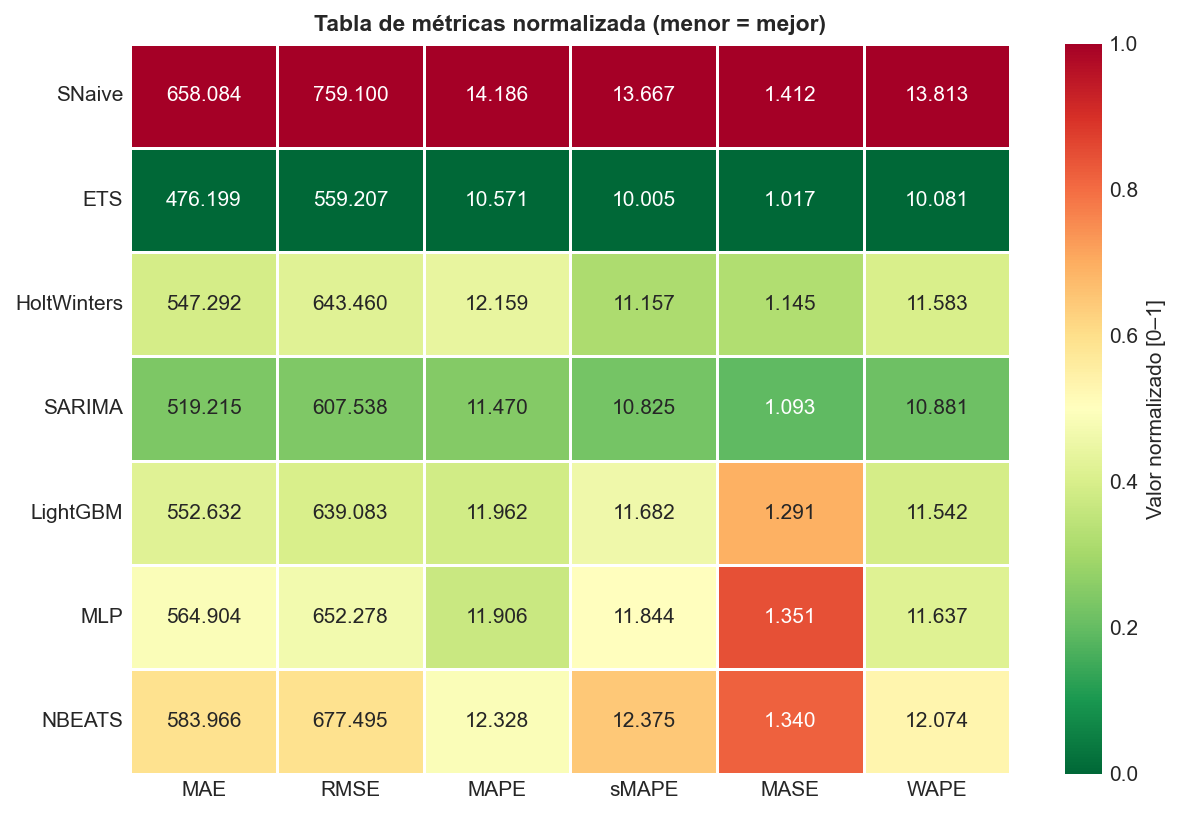 Tabla de métricas normalizada (menor = mejor)
SNaive 658.084 759.100 14.186 13.667 1.412 13.813
ETS 476.199 559.207 10.571 10.005 1.017 10.081
HoltWinters 547.292 643.460 12.159 11.157 1.145 11.583
SARIMA 519.215 607.538 11.470 10.825 1.093 10.881
LightGBM 552.632 639.083 11.962 11.682 1.291 11.542
MLP 564.904 652.278 11.906 11.844 1.351 11.637
NBEATS 583.966 677.495 12.328 12.375 1.340 12.074
MAE RMSE MAPE sMAPE MASE WAPE
1.0
0.8
0.6
0.4
0.2
0.0
Valor normalizado [0–1]